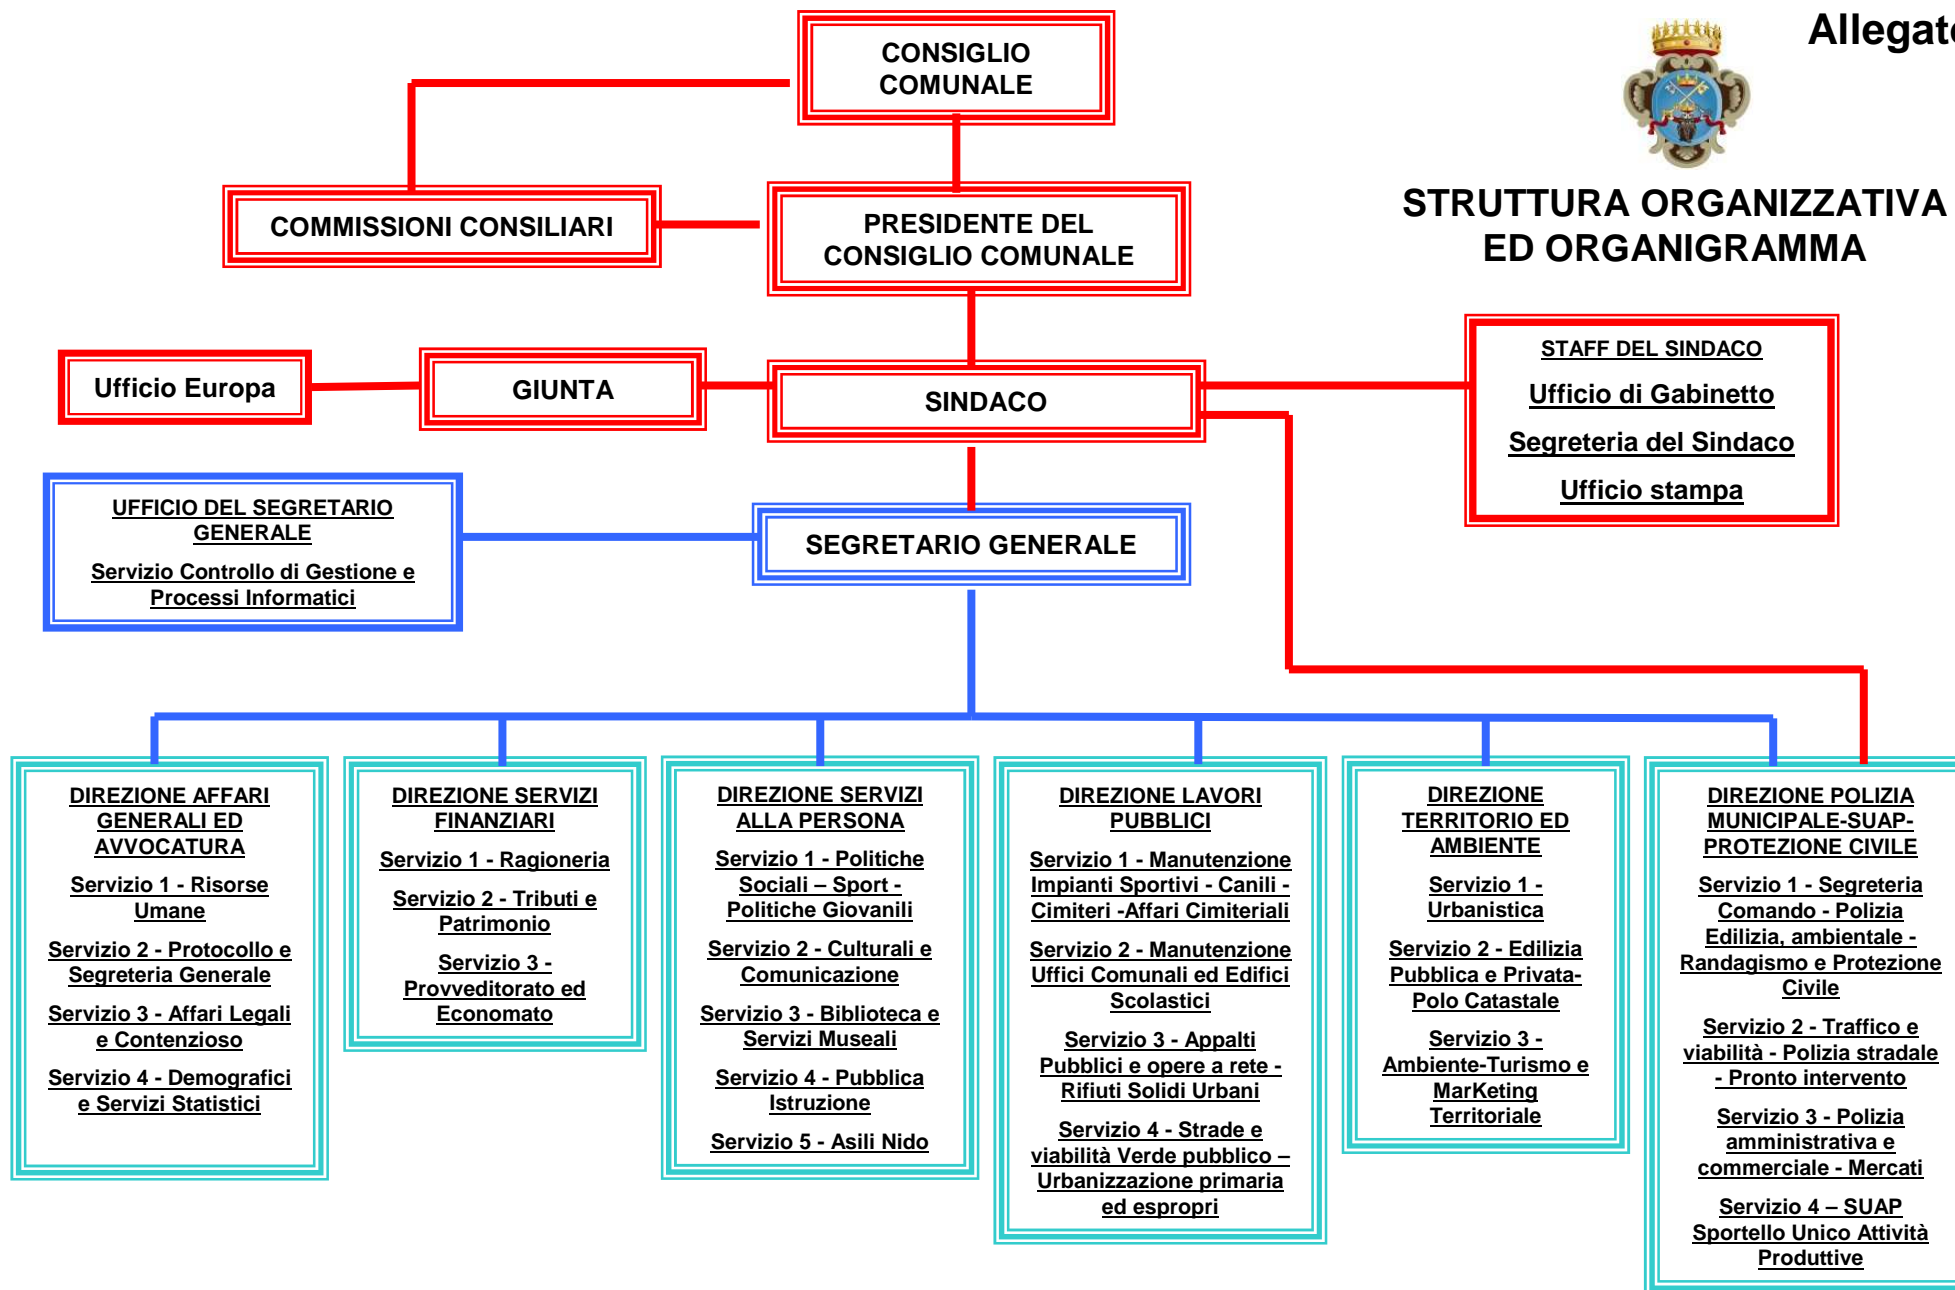 Allegato
CONSIGLIO
COMUNALE
STRUTTURA ORGANIZZATIVA
ED ORGANIGRAMMA
COMMISSIONI CONSILIARI
PRESIDENTE DEL
CONSIGLIO COMUNALE
Ufficio Europa
GIUNTA
SINDACO
STAFF DEL SINDACO
Ufficio di Gabinetto
Segreteria del Sindaco
Ufficio stampa
UFFICIO DEL SEGRETARIO
GENERALE
Servizio Controllo di Gestione e
Processi Informatici
SEGRETARIO GENERALE
DIREZIONE AFFARI
GENERALI ED
AVVOCATURA
Servizio 1 - Risorse
Umane
Servizio 2 - Protocollo e
Segreteria Generale
Servizio 3 - Affari Legali
e Contenzioso
Servizio 4 - Demografici
e Servizi Statistici
DIREZIONE SERVIZI
FINANZIARI
Servizio 1 - Ragioneria
Servizio 2 - Tributi e
Patrimonio
Servizio 3 -
Provveditorato ed
Economato
DIREZIONE SERVIZI
ALLA PERSONA
Servizio 1 - Politiche
Sociali – Sport -
Politiche Giovanili
Servizio 2 - Culturali e
Comunicazione
Servizio 3 - Biblioteca e
Servizi Museali
Servizio 4 - Pubblica
Istruzione
Servizio 5 - Asili Nido
DIREZIONE LAVORI
PUBBLICI
Servizio 1 - Manutenzione
Impianti Sportivi - Canili -
Cimiteri -Affari Cimiteriali
Servizio 2 - Manutenzione
Uffici Comunali ed Edifici
Scolastici
Servizio 3 - Appalti
Pubblici e opere a rete -
Rifiuti Solidi Urbani
Servizio 4 - Strade e
viabilità Verde pubblico –
Urbanizzazione primaria
ed espropri
DIREZIONE
TERRITORIO ED
AMBIENTE
Servizio 1 -
Urbanistica
Servizio 2 - Edilizia
Pubblica e Privata-
Polo Catastale
Servizio 3 -
Ambiente-Turismo e
MarKeting
Territoriale
DIREZIONE POLIZIA
MUNICIPALE-SUAP-
PROTEZIONE CIVILE
Servizio 1 - Segreteria
Comando - Polizia
Edilizia, ambientale -
Randagismo e Protezione
Civile
Servizio 2 - Traffico e
viabilità - Polizia stradale
- Pronto intervento
Servizio 3 - Polizia
amministrativa e
commerciale - Mercati
Servizio 4 – SUAP
Sportello Unico Attività
Produttive